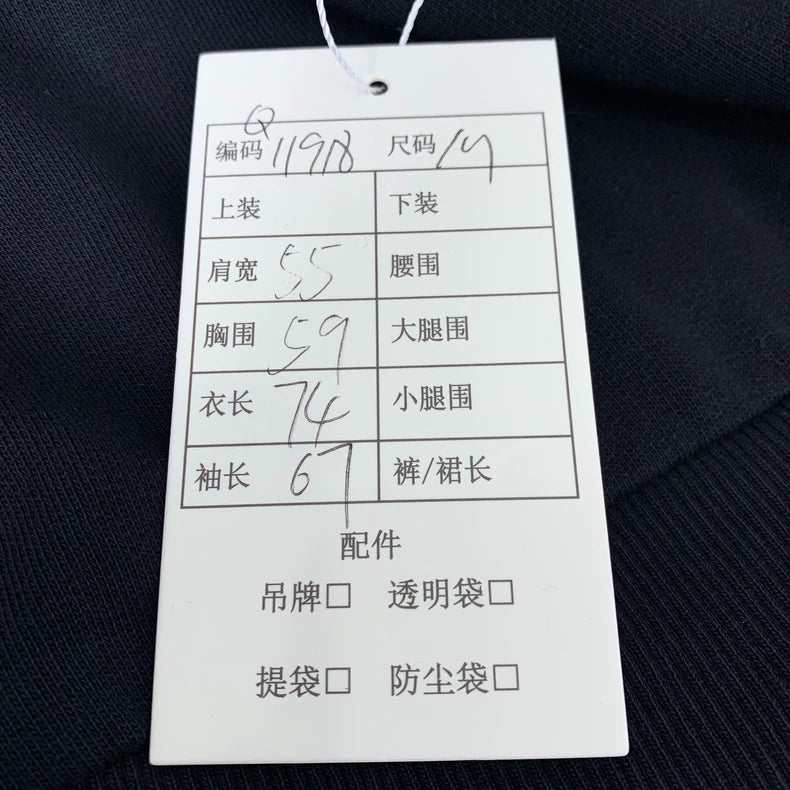 编码 Q11918 尺码 M
上装 下装
肩宽 55 腰围
胸围 59 大腿围
衣长 74 小腿围
袖长 67 裤/裙长
配件
吊牌□ 透明袋□
提袋□ 防尘袋□